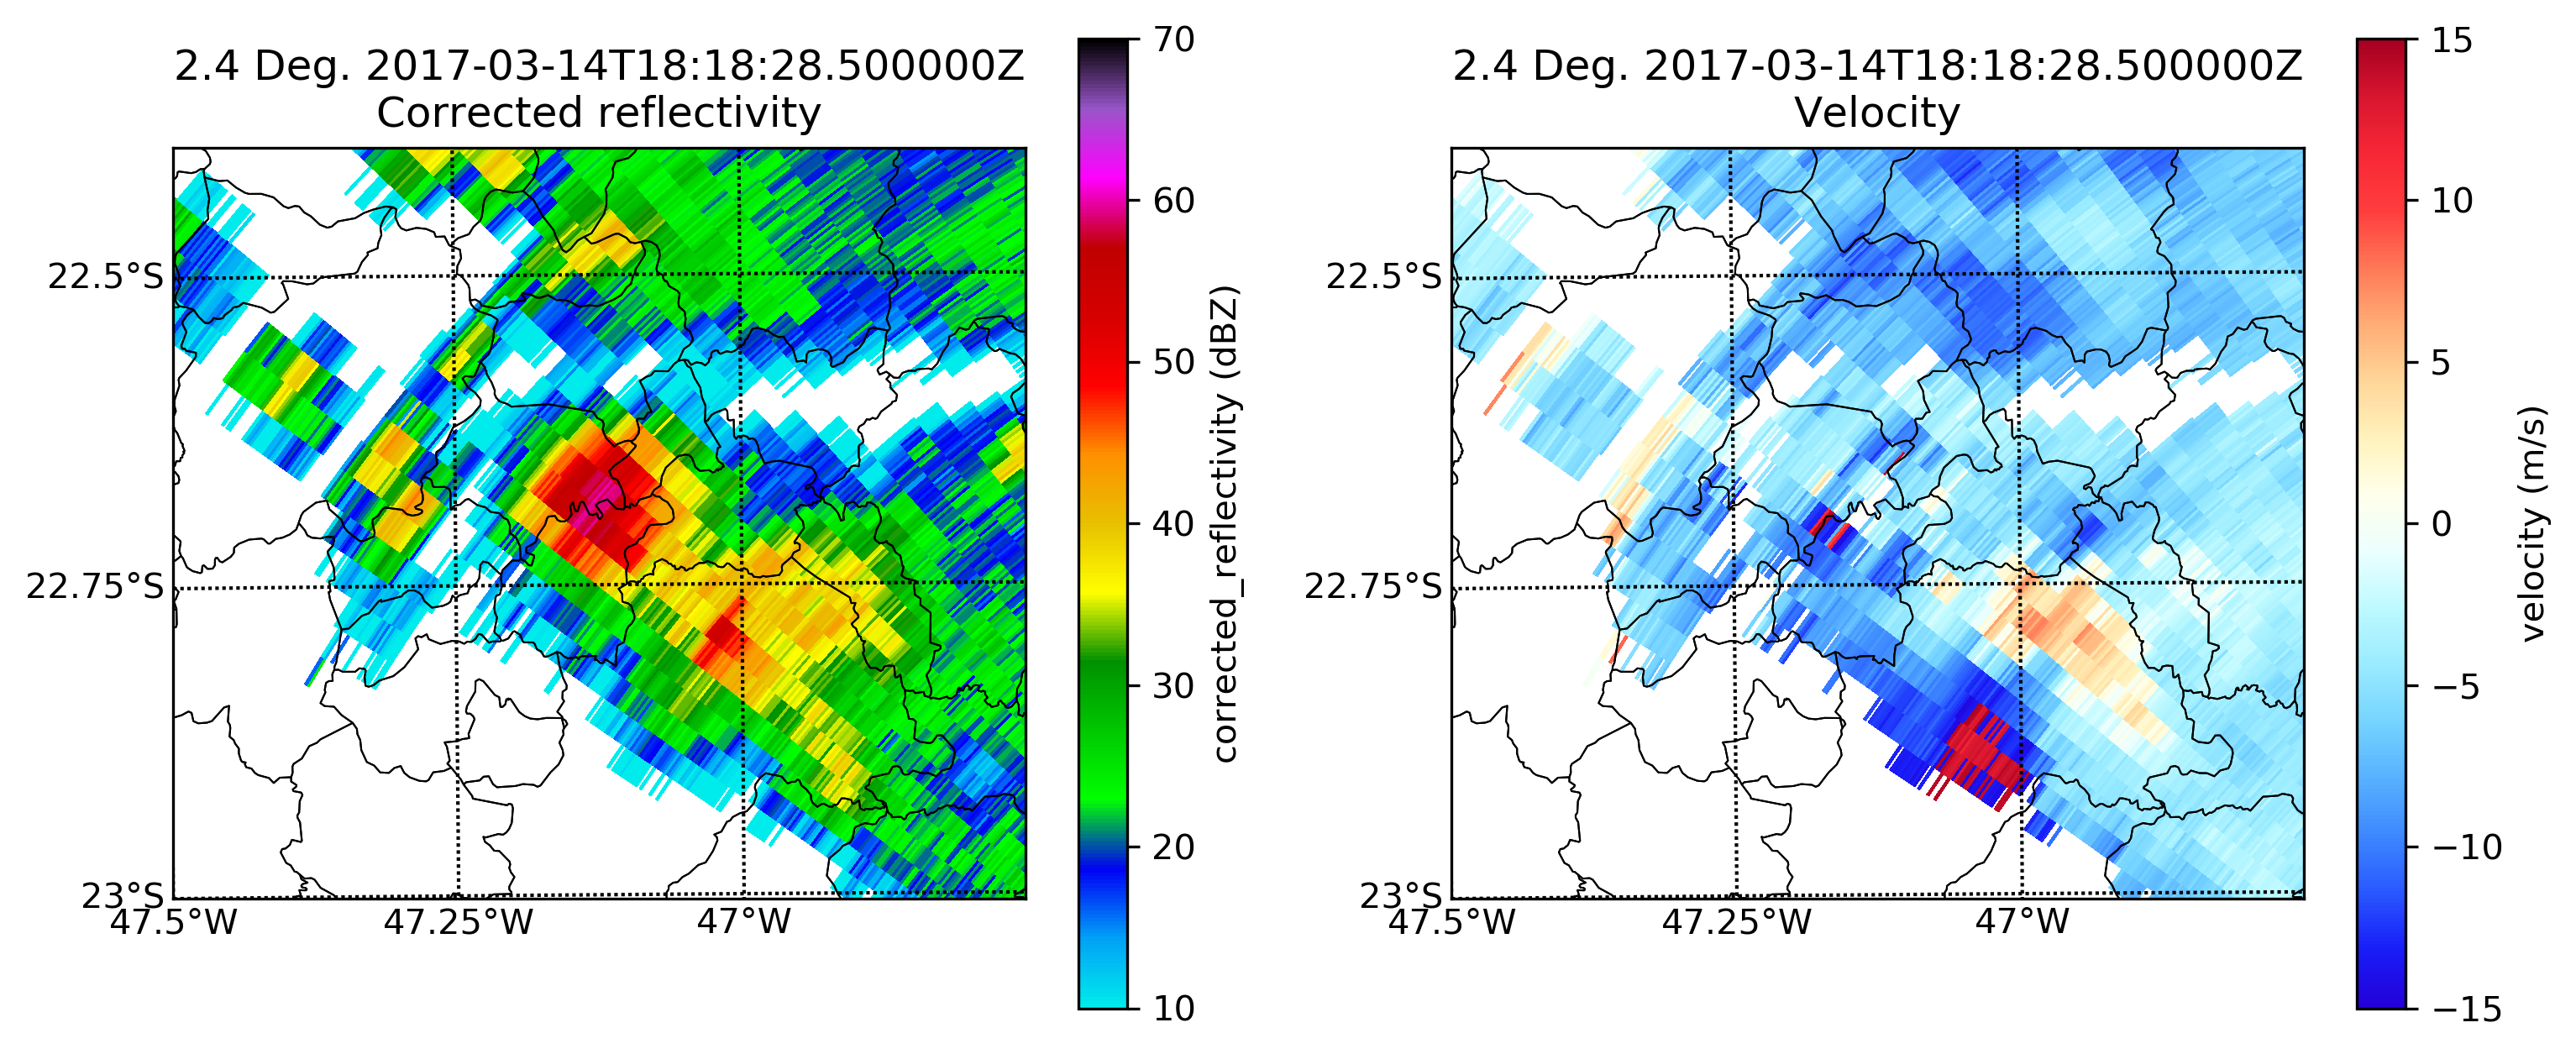 2.4 Deg. 2017-03-14T18:18:28.500000Z
Corrected reflectivity
22.5°S
22.75°S
23°S
47.5°W
47.25°W
47°W
70
60
50
40
30
20
10
corrected_reflectivity (dBZ)
2.4 Deg. 2017-03-14T18:18:28.500000Z
Velocity
22.5°S
22.75°S
23°S
47.5°W
47.25°W
47°W
15
10
5
0
−5
−10
−15
velocity (m/s)